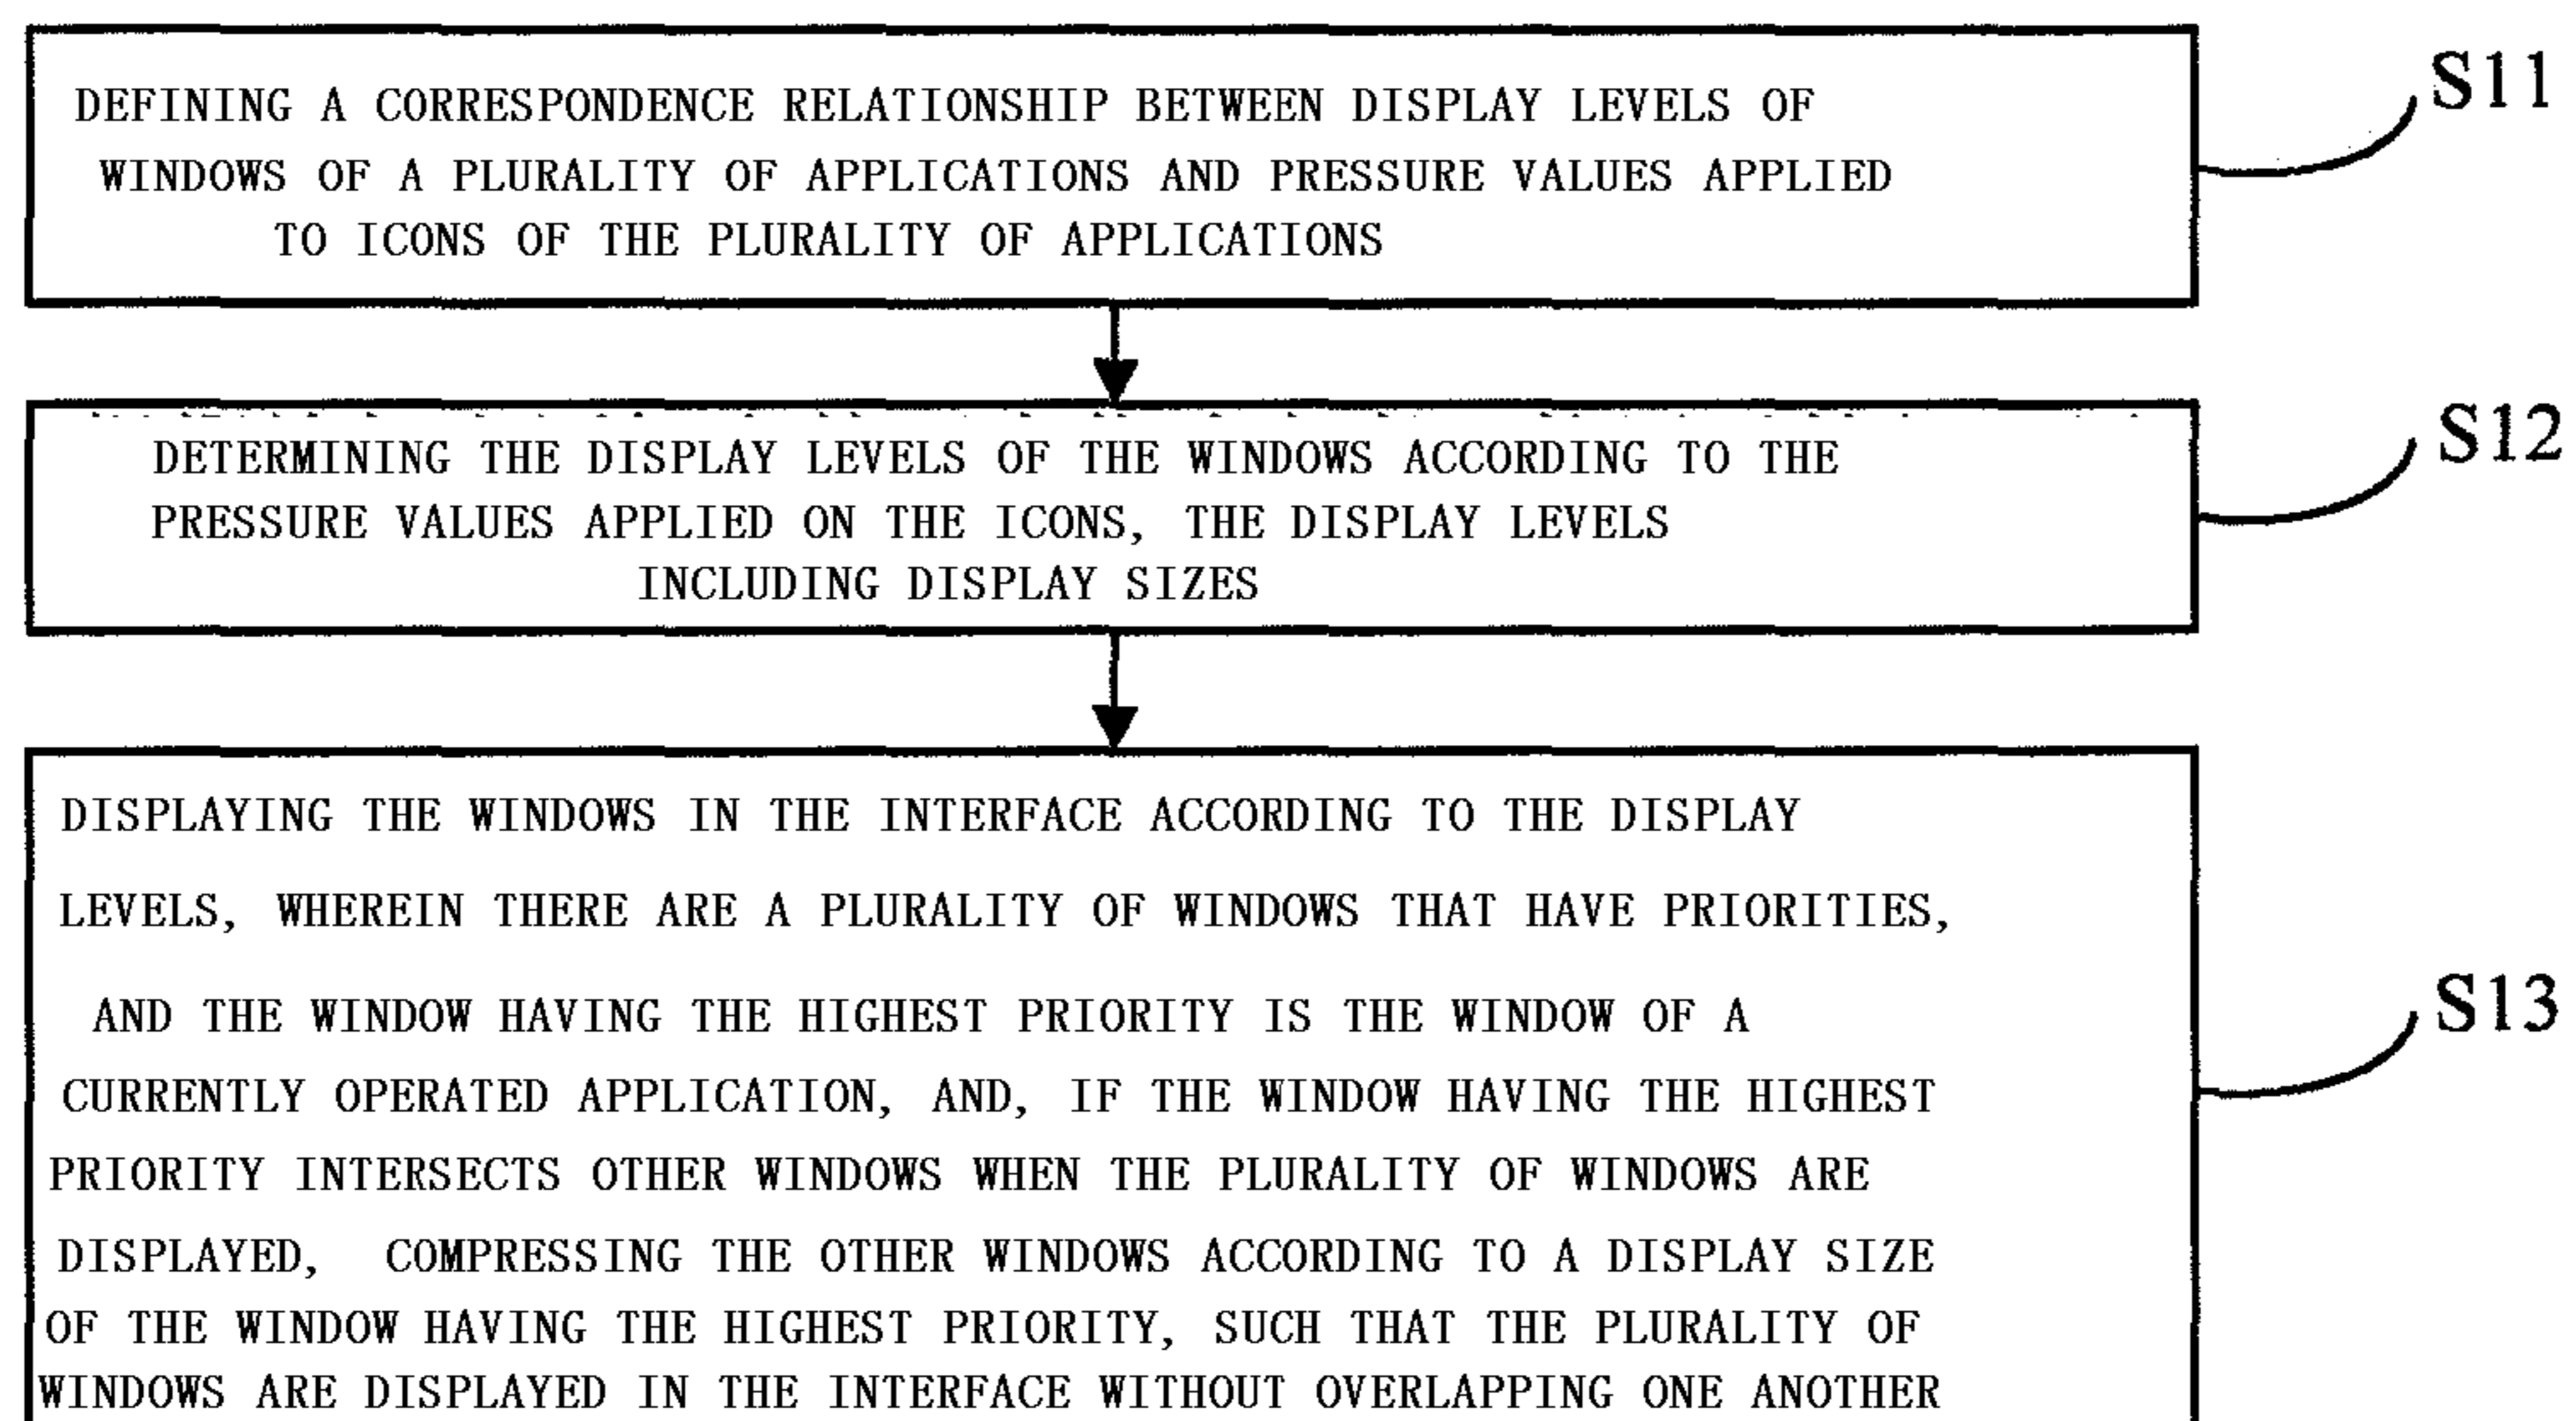 DEFINING A CORRESPONDENCE RELATIONSHIP BETWEEN DISPLAY LEVELS OF
WINDOWS OF A PLURALITY OF APPLICATIONS AND PRESSURE VALUES APPLIED
TO ICONS OF THE PLURALITY OF APPLICATIONS
S11
DETERMINING THE DISPLAY LEVELS OF THE WINDOWS ACCORDING TO THE
PRESSURE VALUES APPLIED ON THE ICONS, THE DISPLAY LEVELS
INCLUDING DISPLAY SIZES
S12
DISPLAYING THE WINDOWS IN THE INTERFACE ACCORDING TO THE DISPLAY
LEVELS, WHEREIN THERE ARE A PLURALITY OF WINDOWS THAT HAVE PRIORITIES,
AND THE WINDOW HAVING THE HIGHEST PRIORITY IS THE WINDOW OF A
CURRENTLY OPERATED APPLICATION, AND, IF THE WINDOW HAVING THE HIGHEST
PRIORITY INTERSECTS OTHER WINDOWS WHEN THE PLURALITY OF WINDOWS ARE
DISPLAYED, COMPRESSING THE OTHER WINDOWS ACCORDING TO A DISPLAY SIZE
OF THE WINDOW HAVING THE HIGHEST PRIORITY, SUCH THAT THE PLURALITY OF
WINDOWS ARE DISPLAYED IN THE INTERFACE WITHOUT OVERLAPPING ONE ANOTHER
S13